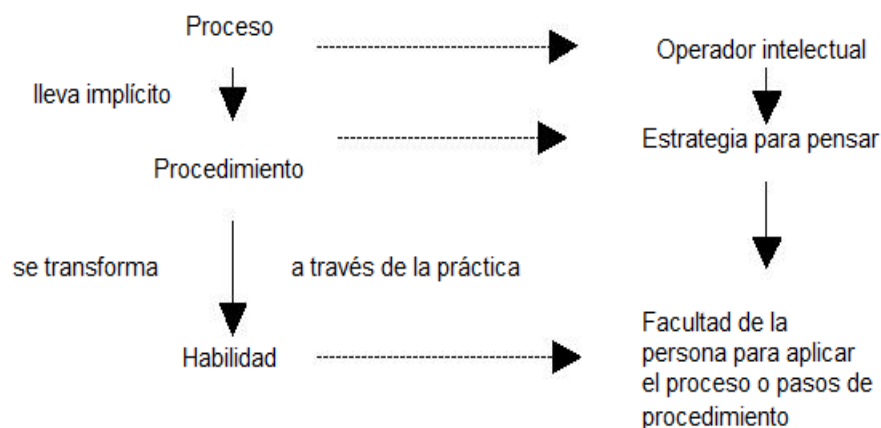 Proceso
Operador intelectual
lleva implícito
Estrategia para pensar
Procedimiento
se transforma
a través de la práctica
Habilidad
Facultad de la
persona para aplicar
el proceso o pasos de
procedimiento